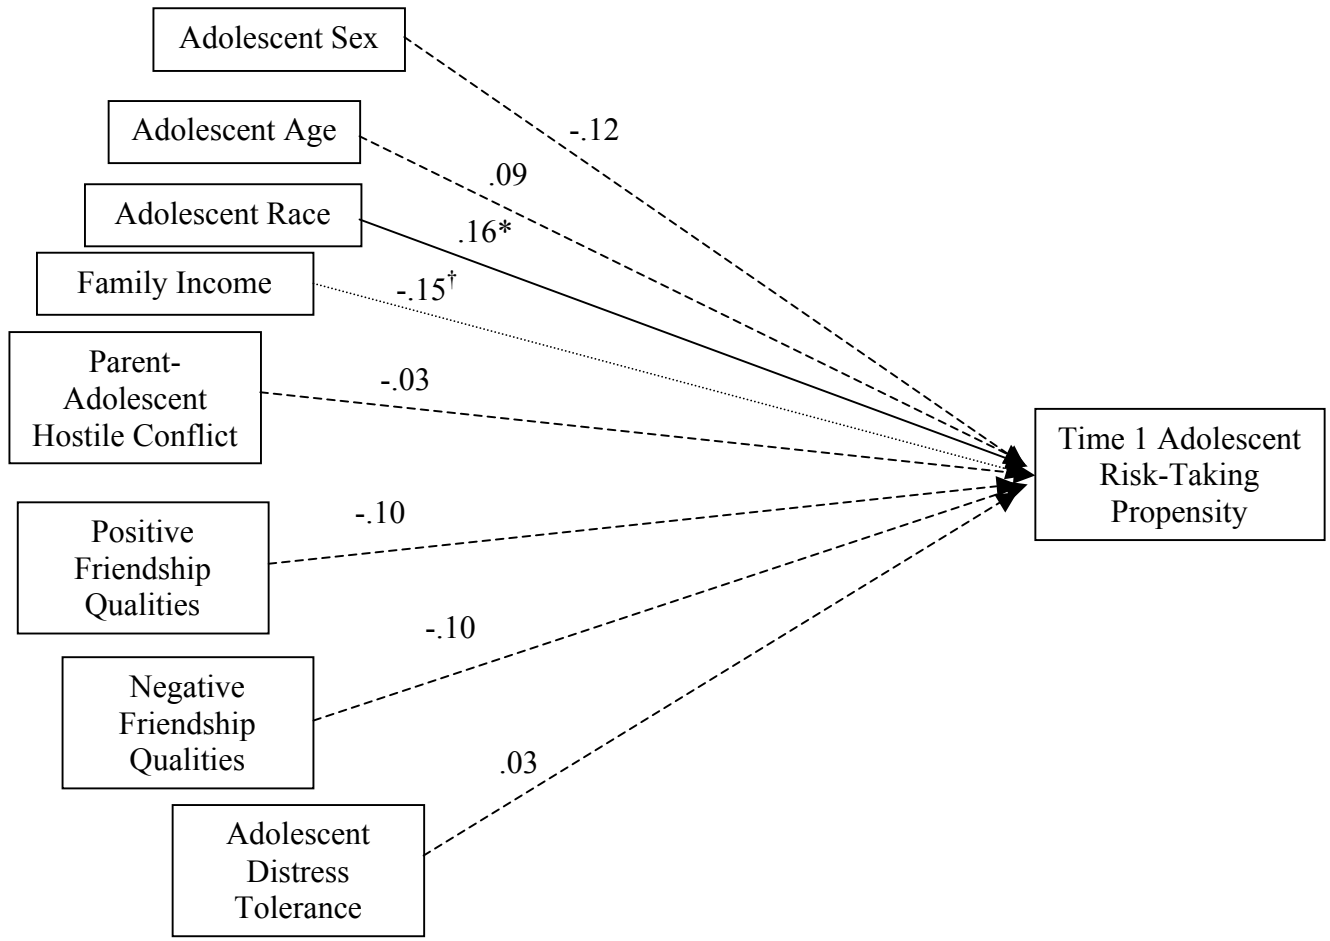 Adolescent Sex
-.12
Adolescent Age
.09
Adolescent Race
.16*
Family Income
-.15†
Parent-
Adolescent
Hostile Conflict
-.03
Time 1 Adolescent
Risk-Taking
Propensity
Positive
Friendship
Qualities
-.10
Negative
Friendship
Qualities
-.10
Adolescent
Distress
Tolerance
.03